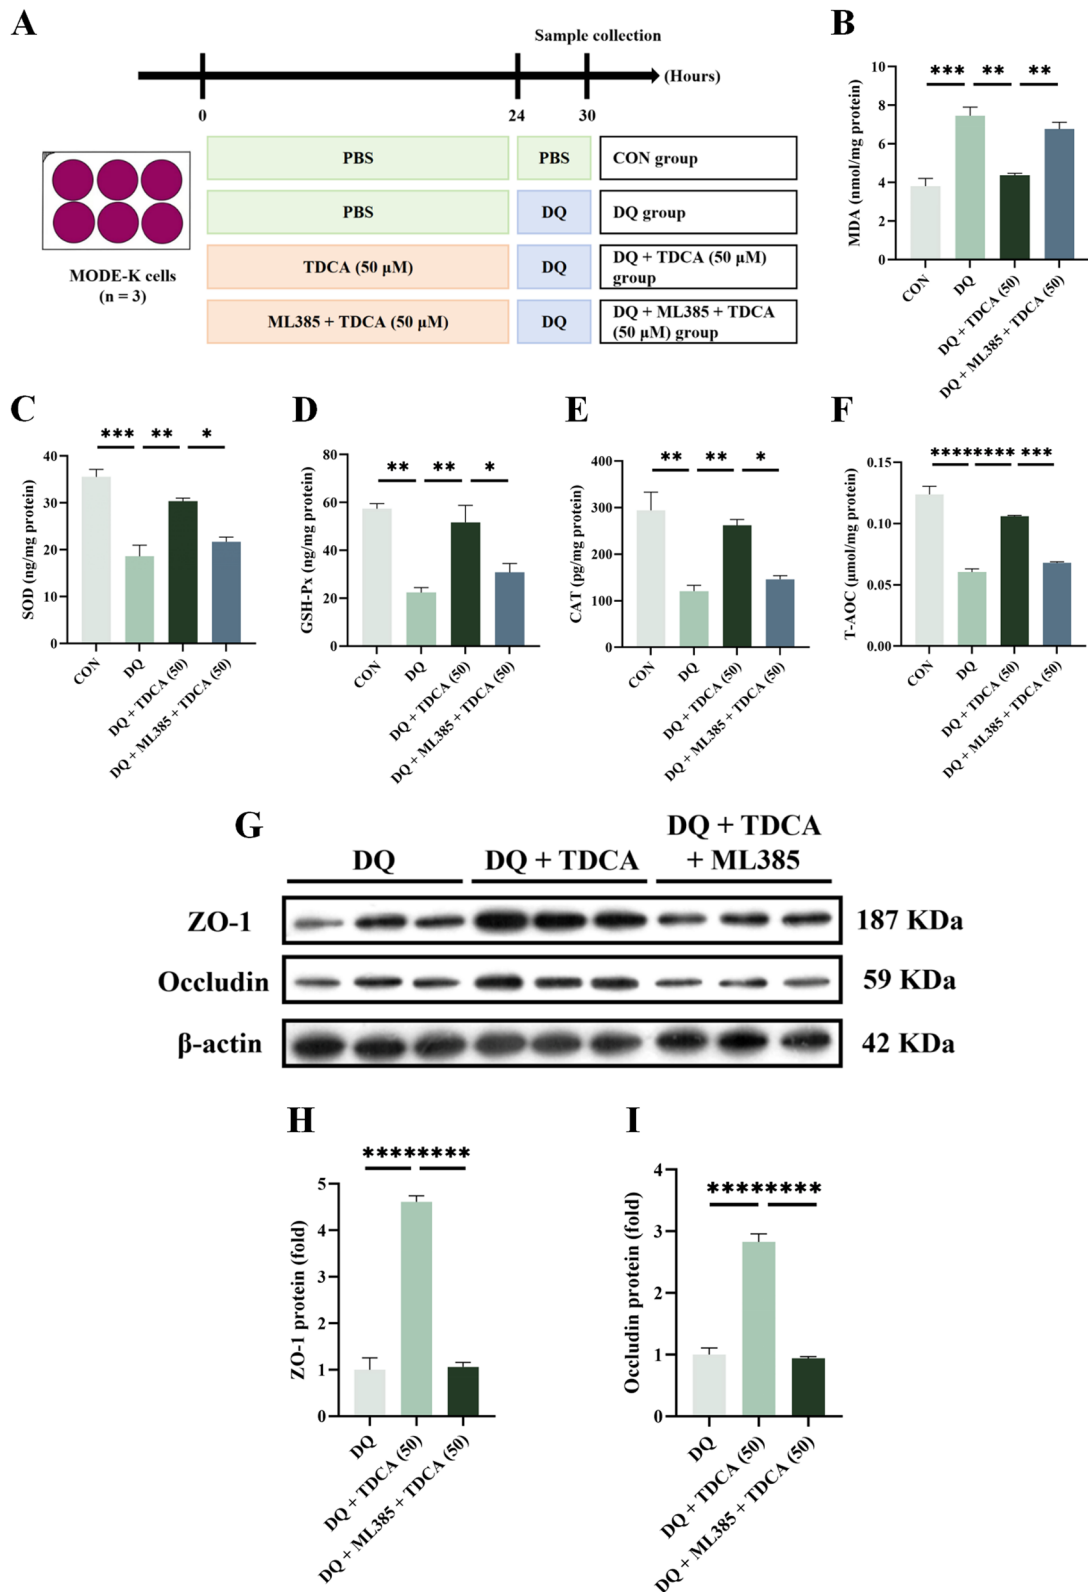 A
Sample collection
(Hours)
0
24
30
PBS
PBS
CON group
PBS
DQ
DQ group
TDCA (50 μM)
DQ
DQ + TDCA (50 μM)
group
ML385 + TDCA (50 μM)
DQ
DQ + ML385 + TDCA
(50 μM) group
MODE-K cells
(n = 3)
B
*** ** **
MDA (nmol/mg protein)
10
8
6
4
2
0
CON
DQ
DQ + TDCA (50)
DQ + ML385 + TDCA (50)
C
*** ** *
SOD (ng/mg protein)
40
30
20
10
0
CON
DQ
DQ + TDCA (50)
DQ + ML385 + TDCA (50)
D
** ** *
GSH-Px (ng/mg protein)
80
60
40
20
0
CON
DQ
DQ + TDCA (50)
DQ + ML385 + TDCA (50)
E
** ** *
CAT (pg/mg protein)
400
300
200
100
0
CON
DQ
DQ + TDCA (50)
DQ + ML385 + TDCA (50)
F
**** **** ***
T-AOC (μmol/mg protein)
0.15
0.10
0.05
0.00
CON
DQ
DQ + TDCA (50)
DQ + ML385 + TDCA (50)
G
DQ
DQ + TDCA
DQ + TDCA
+ ML385
ZO-1
187 KDa
Occludin
59 KDa
β-actin
42 KDa
H
**** ****
ZO-1 protein (fold)
5
4
3
2
1
0
DQ
DQ + TDCA (50)
DQ + ML385 + TDCA (50)
I
**** ****
Occludin protein (fold)
4
3
2
1
0
DQ
DQ + TDCA (50)
DQ + ML385 + TDCA (50)